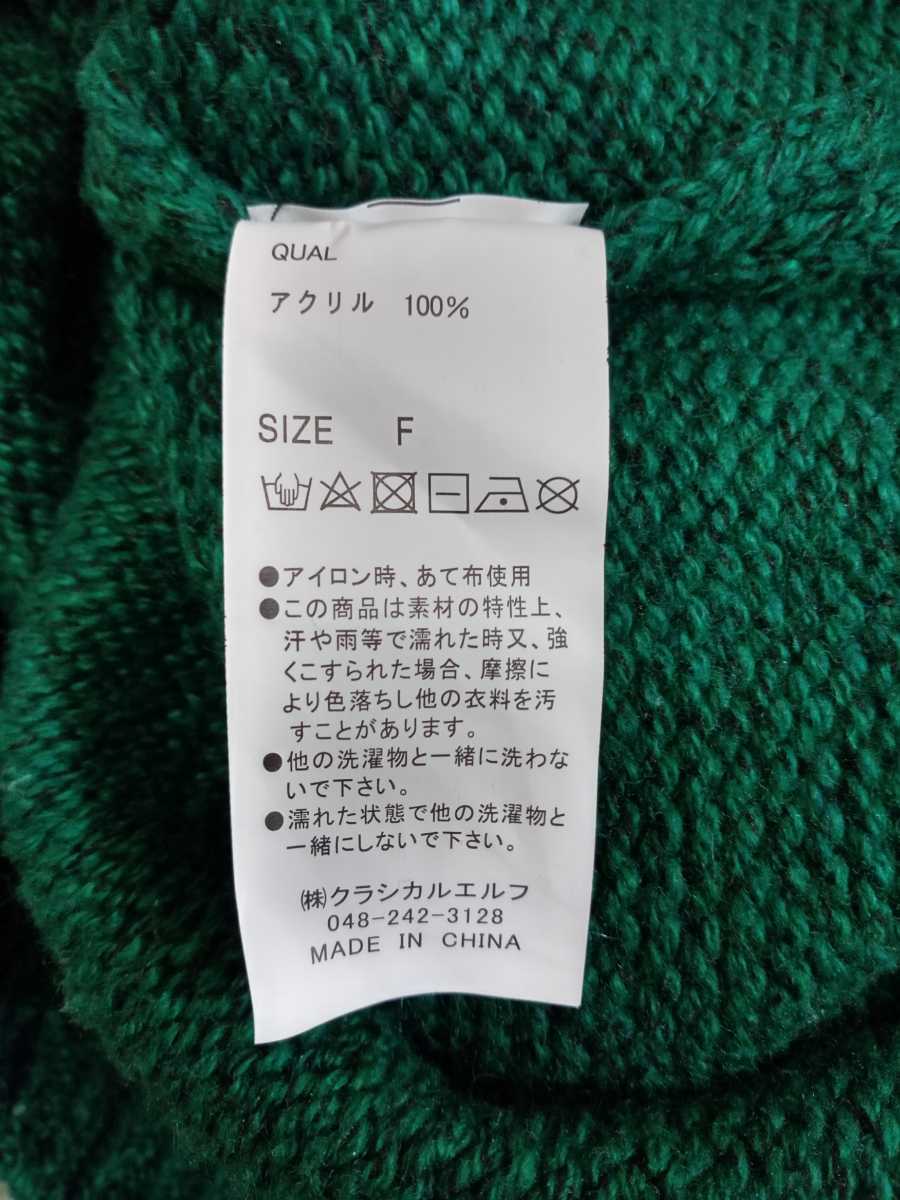 QUAL
アクリル 100%
SIZE F
●アイロン時、あて布使用
●この商品は素材の特性上、
汗や雨等で濡れた時又、強
くこすられた場合、摩擦に
より色落ちし他の衣料を汚
すことがあります。
●他の洗濯物と一緒に洗わな
いで下さい。
●濡れた状態で他の洗濯物と
一緒にしないで下さい。
㈱クラシカルエルフ
048-242-3128
MADE IN CHINA